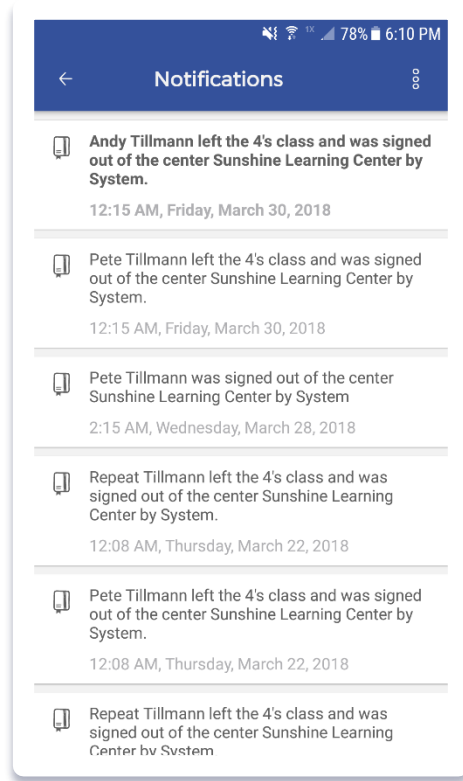 1X 78% 6:10 PM
Notifications
Andy Tillmann left the 4's class and was signed
out of the center Sunshine Learning Center by
System.
12:15 AM, Friday, March 30, 2018
Pete Tillmann left the 4's class and was signed
out of the center Sunshine Learning Center by
System.
12:15 AM, Friday, March 30, 2018
Pete Tillmann was signed out of the center
Sunshine Learning Center by System
2:15 AM, Wednesday, March 28, 2018
Repeat Tillmann left the 4's class and was
signed out of the center Sunshine Learning
Center by System.
12:08 AM, Thursday, March 22, 2018
Pete Tillmann left the 4's class and was signed
out of the center Sunshine Learning Center by
System.
12:08 AM, Thursday, March 22, 2018
Repeat Tillmann left the 4's class and was
signed out of the center Sunshine Learning
Center by System